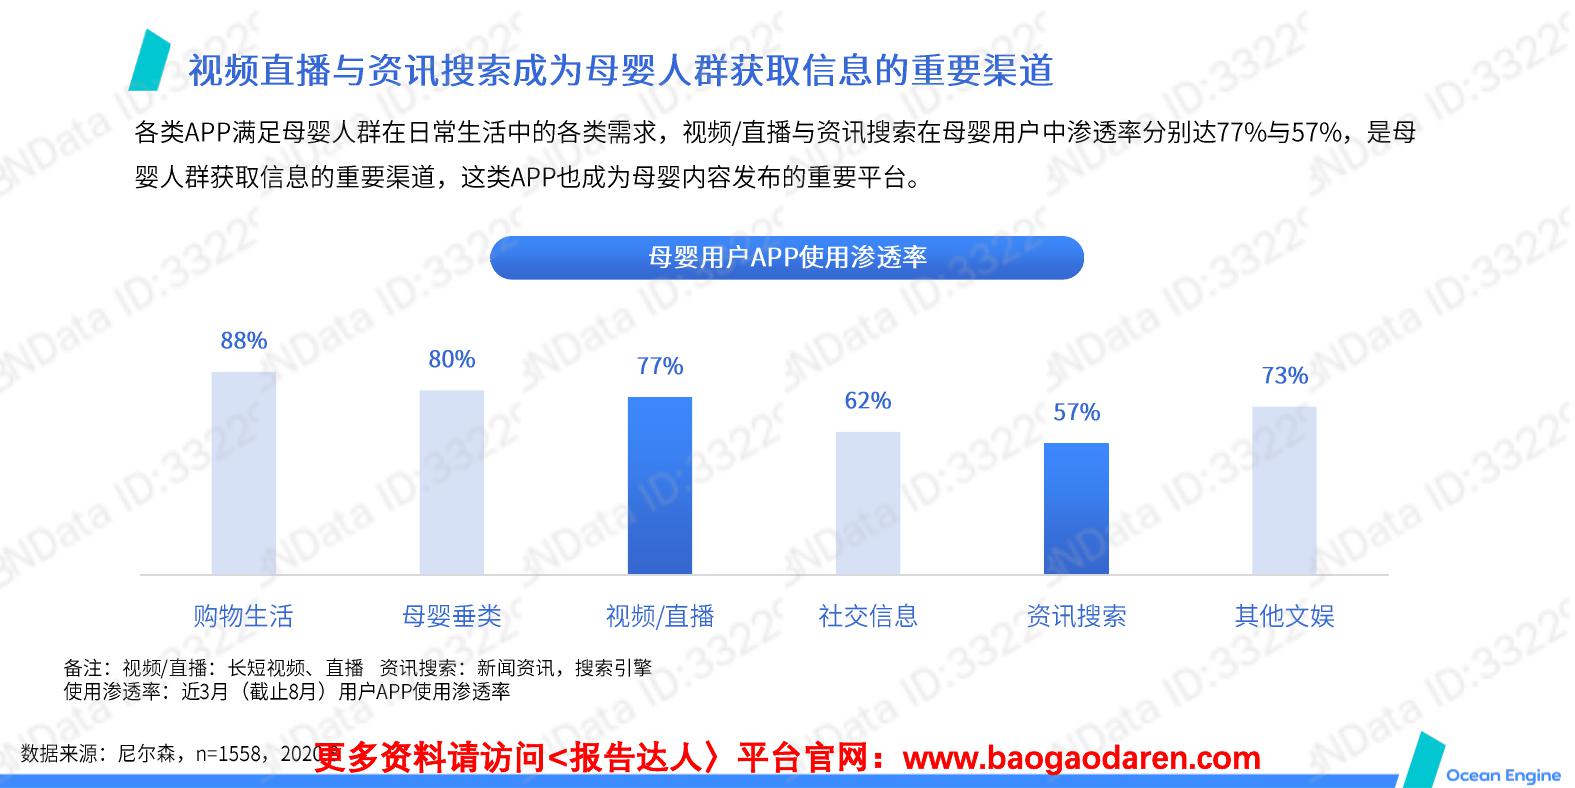 视频直播与资讯搜索成为母婴人群获取信息的重要渠道
各类APP满足母婴人群在日常生活中的各类需求，视频/直播与资讯搜索在母婴用户中渗透率分别达77%与57%，是母
婴人群获取信息的重要渠道，这类APP也成为母婴内容发布的重要平台。
母婴用户APP使用渗透率
88%
80%
77%
62%
57%
73%
购物生活
母婴垂类
视频/直播
社交信息
资讯搜索
其他文娱
备注：视频/直播：长短视频、直播 资讯搜索：新闻资讯，搜索引擎
使用渗透率：近3月（截止8月）用户APP使用渗透率
数据来源：尼尔森，n=1558，2020
更多资料请访问<报告达人〉平台官网：www.baogaodaren.com
Ocean Engine